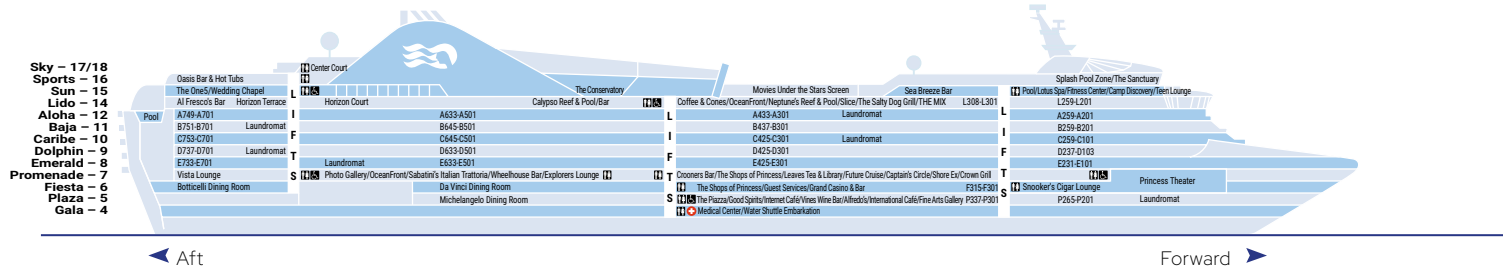 Sky – 17/18
Center Court
Sports – 16
Oasis Bar & Hot Tubs
Splash Pool Zone/The Sanctuary
Sun – 15
The One5/Wedding Chapel
The Conservatory
Movies Under the Stars Screen
Sea Breeze Bar
Pool/Lotus Spa/Fitness Center/Camp Discovery/Teen Lounge
Lido – 14
Al Fresco's Bar Horizon Terrace
Horizon Court
Calypso Reef & Pool/Bar
Coffee & Cones/OceanFront/Neptune's Reef & Pool/Slice/The Salty Dog Grill/THE MIX L308-L301
L259-L201
Aloha – 12
Pool
A749-A701
A633-A501
A433-A301
Laundromat
A259-A201
Baja – 11
B751-B701
Laundromat
B645-B501
B437-B301
B259-B201
Caribe – 10
C753-C701
C645-C501
C425-C301
Laundromat
C259-C101
Dolphin – 9
D737-D701
Laundromat
D633-D501
D425-D301
D237-D103
Emerald – 8
E733-E701
Laundromat
E633-E501
E425-E301
E231-E101
Promenade – 7
Vista Lounge
Photo Gallery/OceanFront/Sabatini's Italian Trattoria/Wheelhouse Bar/Explorers Lounge
Crooners Bar/The Shops of Princess/Leaves Tea & Library/Future Cruise/Captain's Circle/Shore Ex/Crown Grill
Princess Theater
Fiesta – 6
Botticelli Dining Room
Da Vinci Dining Room
The Shops of Princess/Guest Services/Grand Casino & Bar
F315-F301
Snooker's Cigar Lounge
Plaza – 5
Michelangelo Dining Room
The Piazza/Good Spirits/Internet Café/Vines Wine Bar/Alfredo's/International Café/Fine Arts Gallery P337-P301
P265-P201
Laundromat
Gala – 4
Medical Center/Water Shuttle Embarkation
L
I
F
T
S
L
I
F
T
S
L
I
F
T
S
Aft
Forward